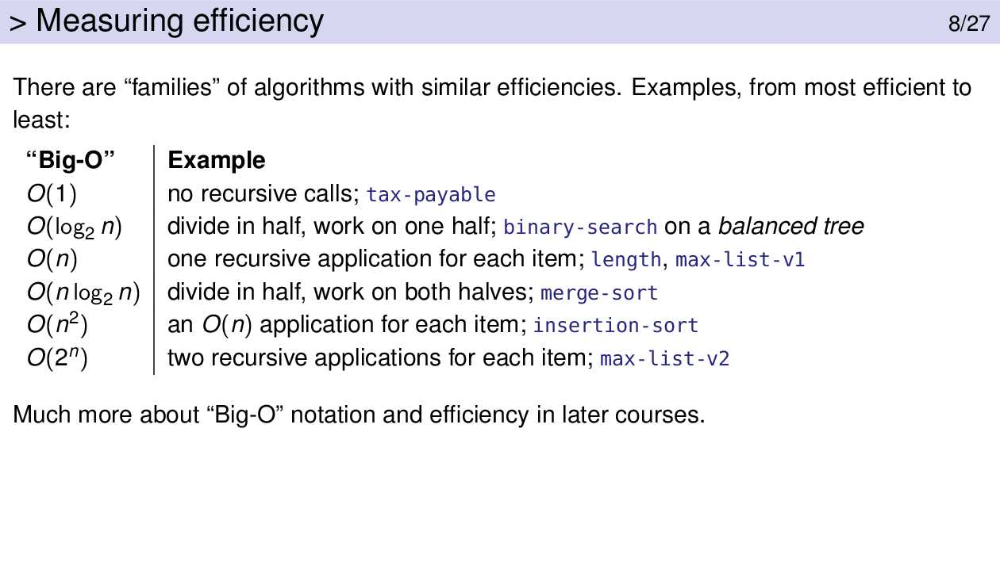 > Measuring efficiency 8/27
There are “families” of algorithms with similar efficiencies. Examples, from most efficient to
least:
“Big-O” Example
O(1) no recursive calls; tax-payable
O(log₂ n) divide in half, work on one half; binary-search on a balanced tree
O(n) one recursive application for each item; length, max-list-v1
O(n log₂ n) divide in half, work on both halves; merge-sort
O(n²) an O(n) application for each item; insertion-sort
O(2ⁿ) two recursive applications for each item; max-list-v2
Much more about “Big-O” notation and efficiency in later courses.